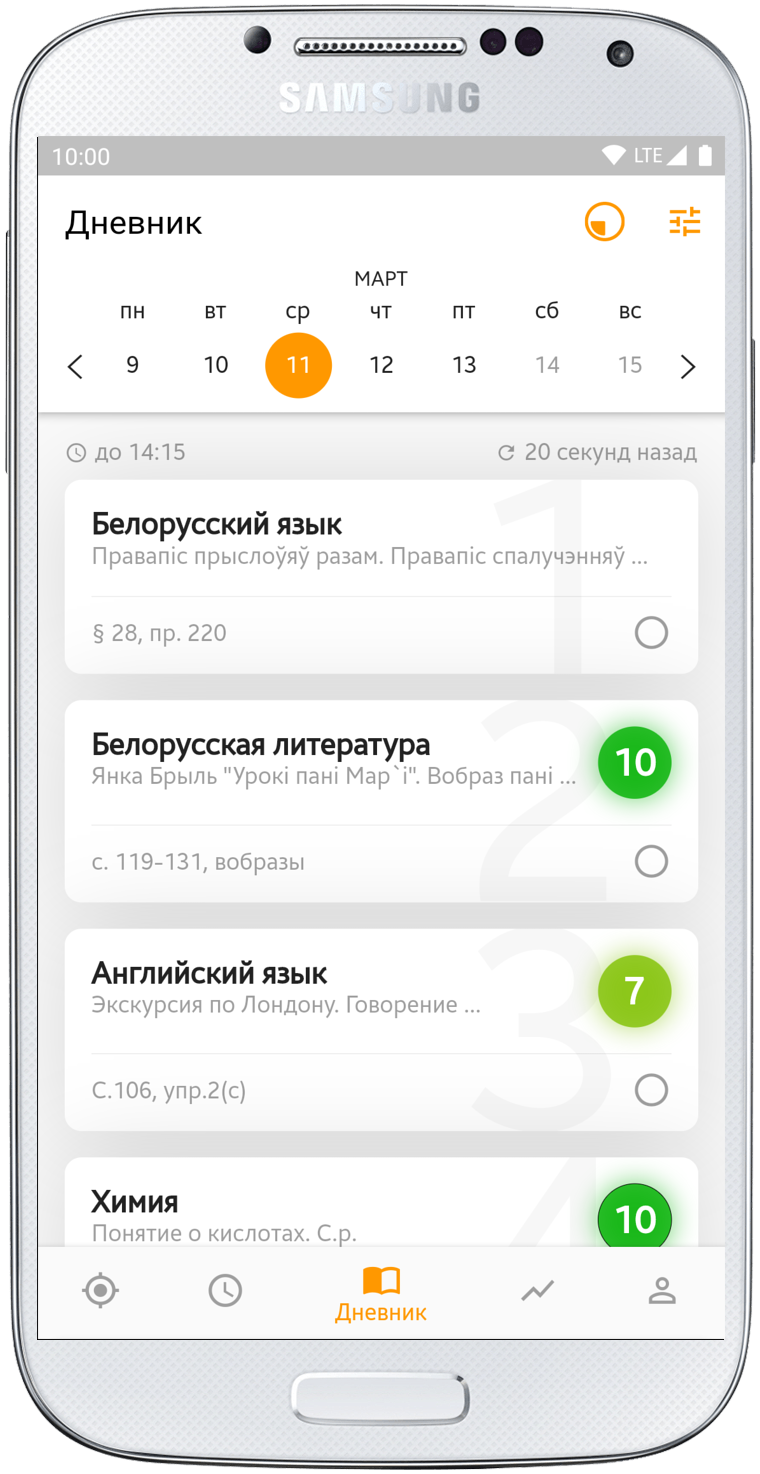 SAMSUNG
10:00 LTE
Дневник
МАРТ
пн вт ср чт пт сб вс
9 10 11 12 13 14 15
до 14:15 20 секунд назад
1
Белорусский язык
Правапіс прыслоўяў разам. Правапіс спалучэнняў ...
§ 28, пр. 220
2
Белорусская литература 10
Янка Брыль "Урокі пані Мар`і". Вобраз пані ...
с. 119-131, вобразы
3
Английский язык 7
Экскурсия по Лондону. Говорение ...
С.106, упр.2(с)
4
Химия 10
Понятие о кислотах. С.р.
Дневник